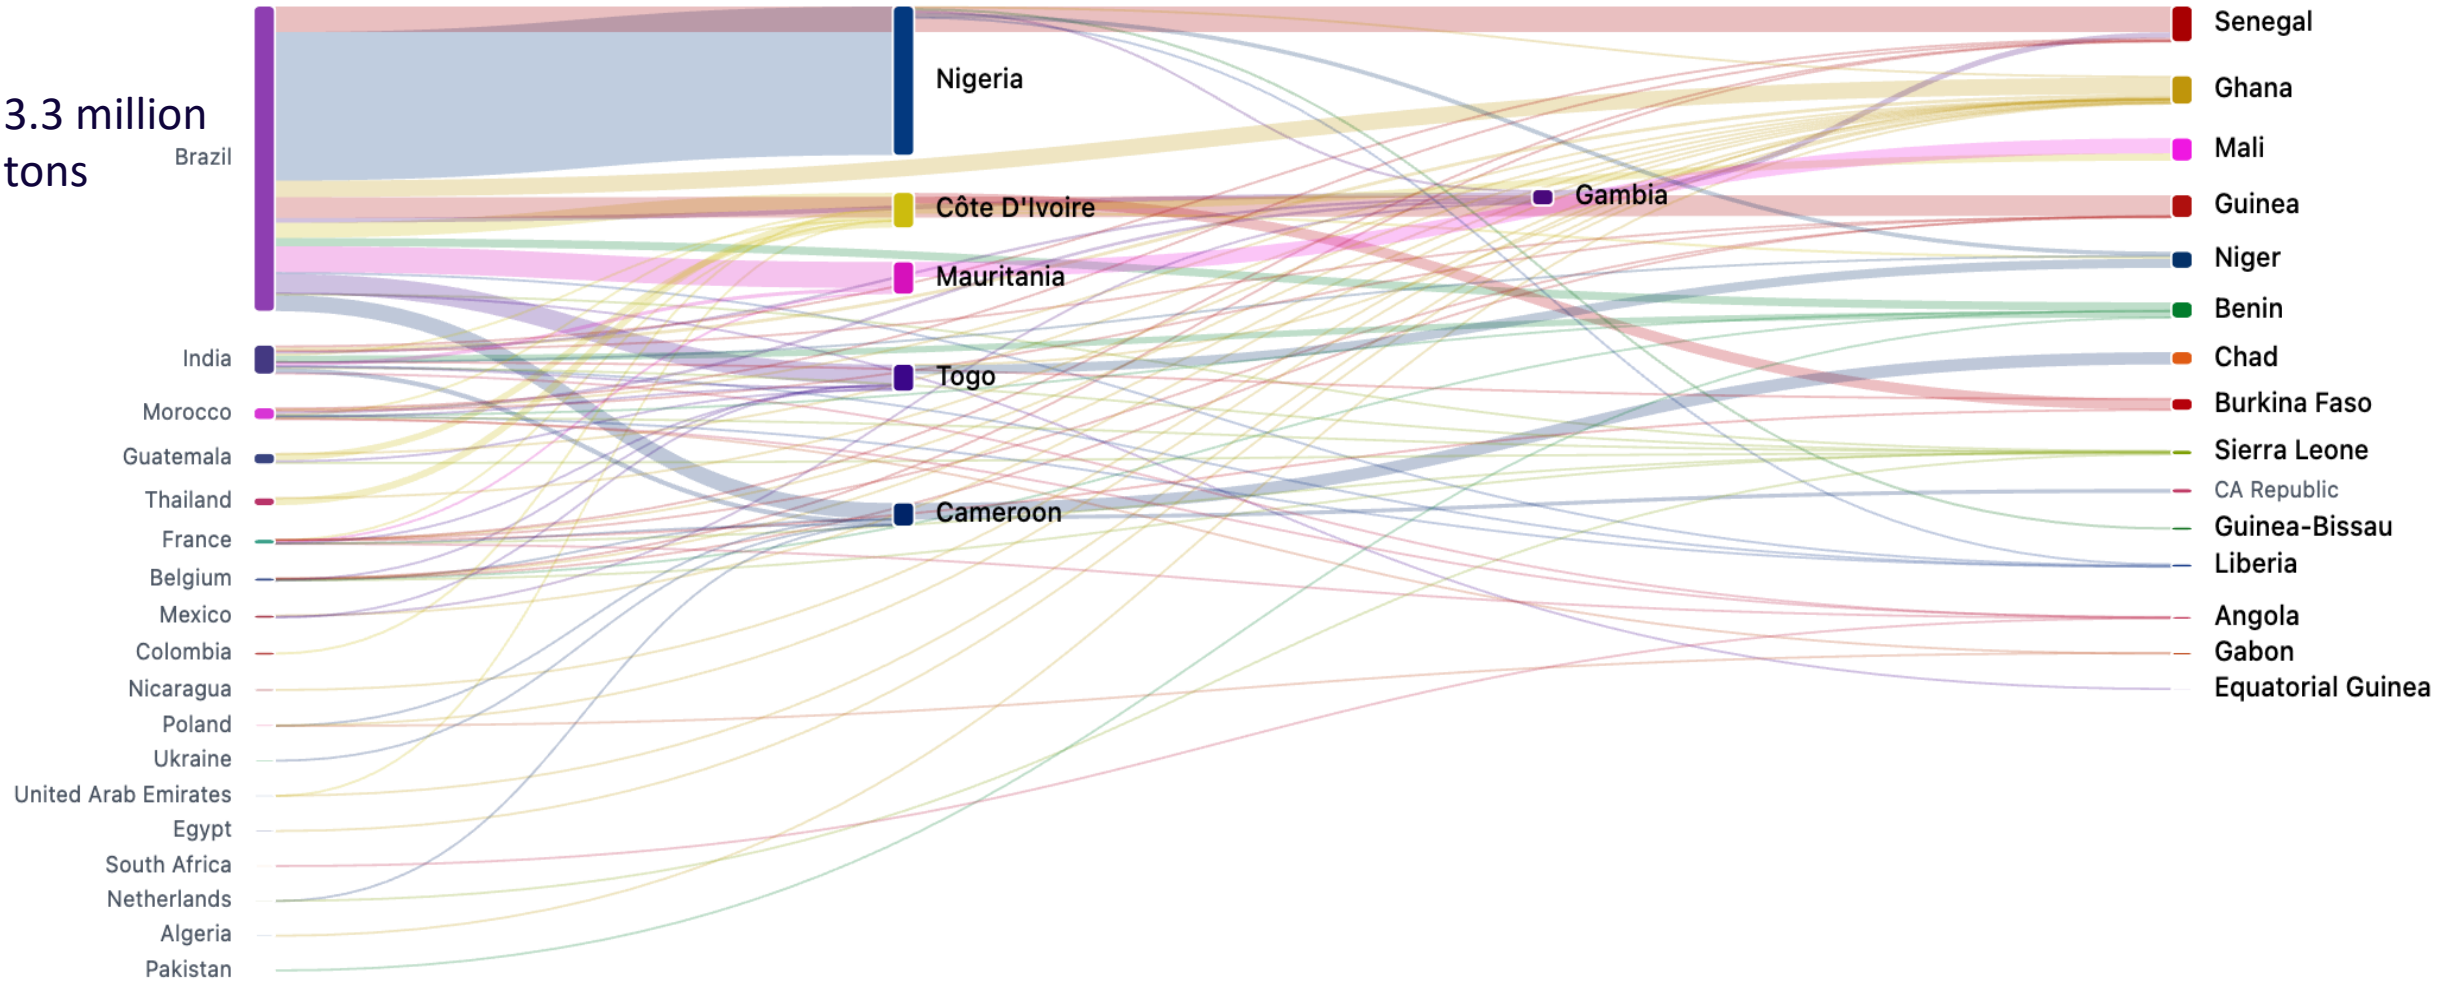 3.3 million
tons
Brazil
India
Morocco
Guatemala
Thailand
France
Belgium
Mexico
Colombia
Nicaragua
Poland
Ukraine
United Arab Emirates
Egypt
South Africa
Netherlands
Algeria
Pakistan
Nigeria
Côte D'Ivoire
Mauritania
Togo
Cameroon
Gambia
Senegal
Ghana
Mali
Guinea
Niger
Benin
Chad
Burkina Faso
Sierra Leone
CA Republic
Guinea-Bissau
Liberia
Angola
Gabon
Equatorial Guinea